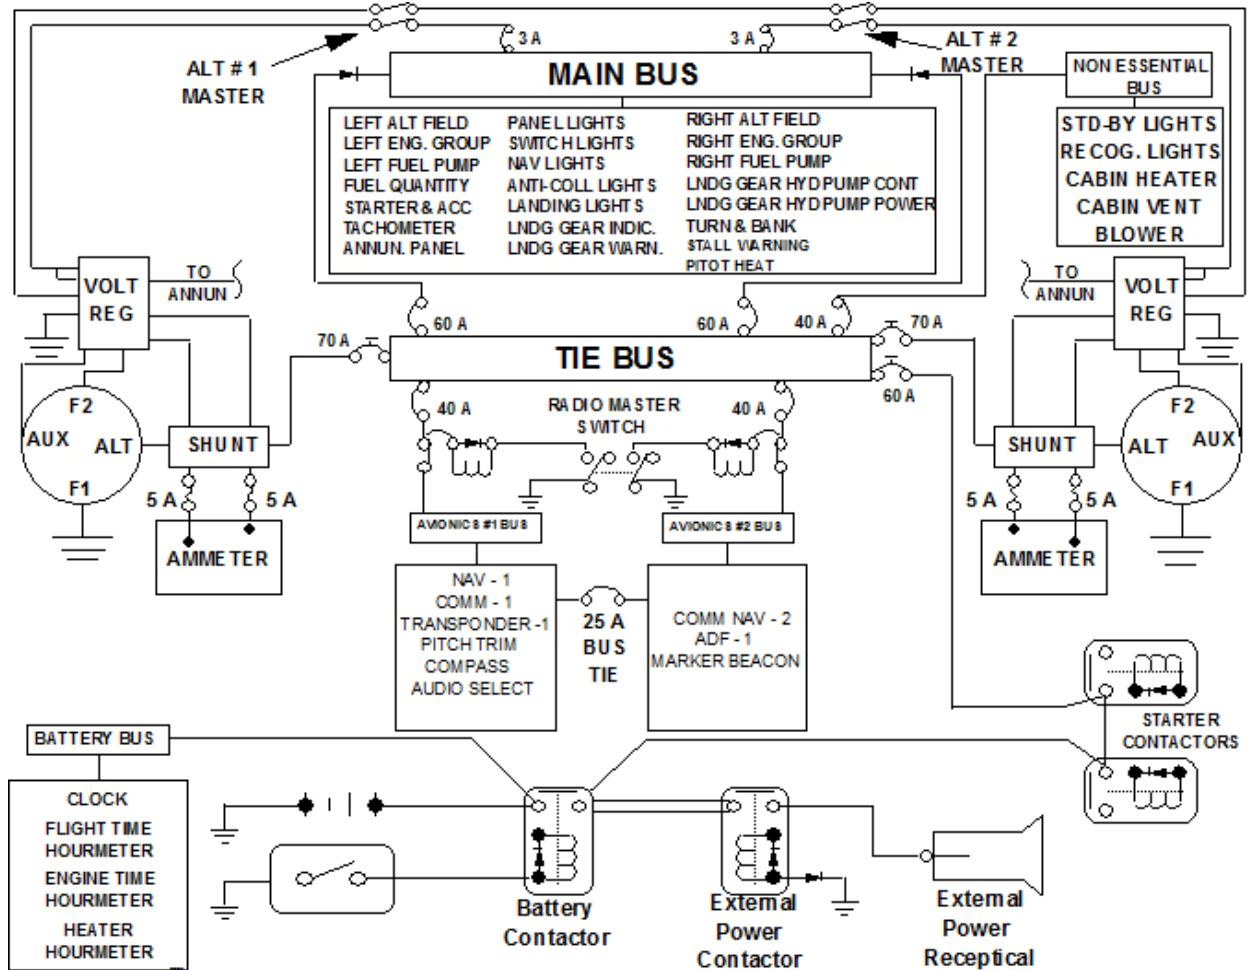 3 A
3 A
ALT # 1
MASTER
ALT # 2
MASTER
MAIN BUS
NON ESSENTIAL
BUS
LEFT ALT FIELD
LEFT ENG. GROUP
LEFT FUEL PUMP
FUEL QUANTITY
STARTER & ACC
TACHOMETER
ANNUN. PANEL
PANEL LIGHTS
SWITCH LIGHTS
NAV LIGHTS
ANTI-COLL LIGHTS
LANDING LIGHTS
LNDG GEAR INDIC.
LNDG GEAR WARN.
RIGHT ALT FIELD
RIGHT ENG. GROUP
RIGHT FUEL PUMP
LNDG GEAR HYD PUMP CONT
LNDG GEAR HYD PUMP POWER
TURN & BANK
STALL WARNING
PITOT HEAT
STD-BY LIGHTS
RECOG. LIGHTS
CABIN HEATER
CABIN VENT
BLOWER
VOLT
REG
TO
ANNUN
TO
ANNUN
VOLT
REG
60 A
60 A
40 A
70 A
70 A
TIE BUS
60 A
40 A
RADIO MASTER
SWITCH
40 A
F2
AUX
ALT
F1
SHUNT
5 A
5 A
AMMETER
SHUNT
F2
ALT
AUX
F1
5 A
5 A
AMMETER
AVIONICS #1 BUS
AVIONICS #2 BUS
NAV - 1
COMM - 1
TRANSPONDER -1
PITCH TRIM
COMPASS
AUDIO SELECT
25 A
BUS
TIE
COMM NAV - 2
ADF - 1
MARKER BEACON
STARTER
CONTACTORS
BATTERY BUS
CLOCK
FLIGHT TIME
HOURMETER
ENGINE TIME
HOURMETER
HEATER
HOURMETER
Battery
Contactor
External
Power
Contactor
External
Power
Receptical